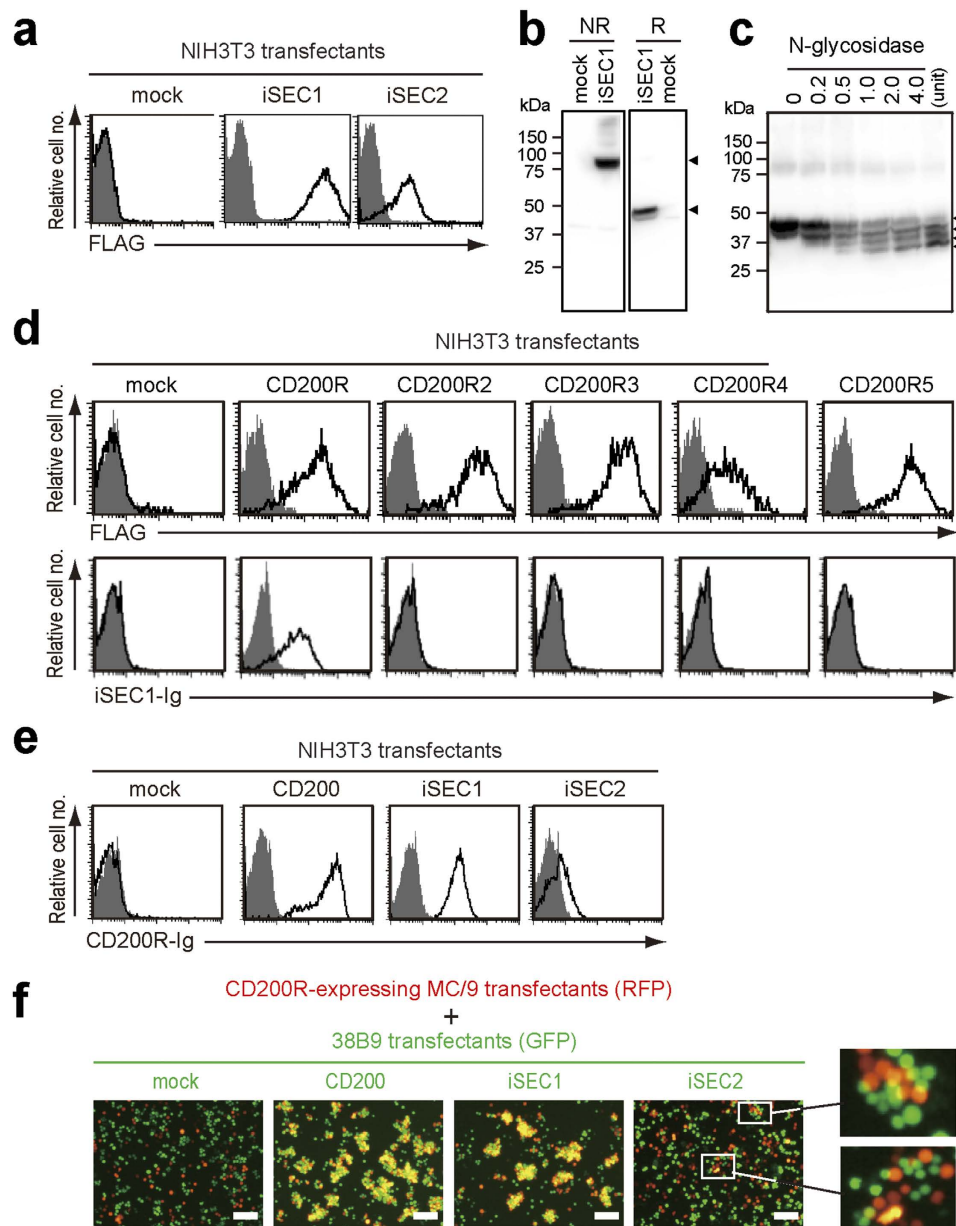 a
NIH3T3 transfectants
mock iSEC1 iSEC2
Relative cell no.
FLAG
b
NR R
mock iSEC1 iSEC1 mock
kDa
150
100
75
50
37
25
c
N-glycosidase
0 0.2 0.5 1.0 2.0 4.0 (unit)
kDa
150
100
75
50
37
25
d
NIH3T3 transfectants
mock CD200R CD200R2 CD200R3 CD200R4 CD200R5
Relative cell no.
FLAG
Relative cell no.
iSEC1-Ig
e
NIH3T3 transfectants
mock CD200 iSEC1 iSEC2
Relative cell no.
CD200R-Ig
f
CD200R-expressing MC/9 transfectants (RFP)
+
38B9 transfectants (GFP)
mock CD200 iSEC1 iSEC2